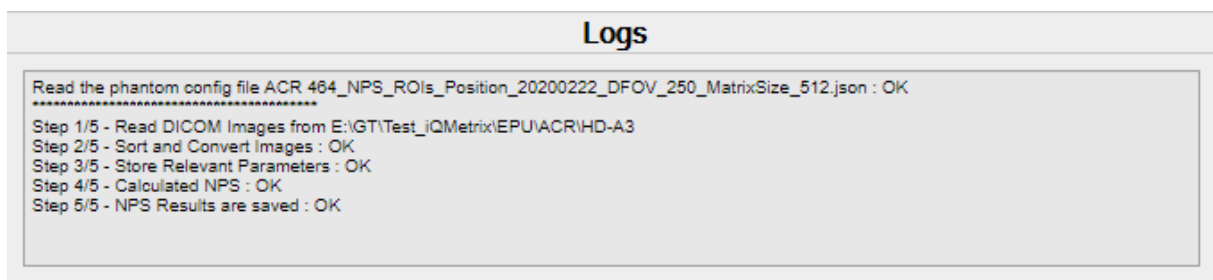 Logs
Read the phantom config file ACR 464_NPS_ROIs_Position_20200222_DFOV_250_MatrixSize_512.json : OK
******************************************
Step 1/5 - Read DICOM Images from E:\GT\Test_iQMetrix\EPU\ACR\HD-A3
Step 2/5 - Sort and Convert Images : OK
Step 3/5 - Store Relevant Parameters : OK
Step 4/5 - Calculated NPS : OK
Step 5/5 - NPS Results are saved : OK